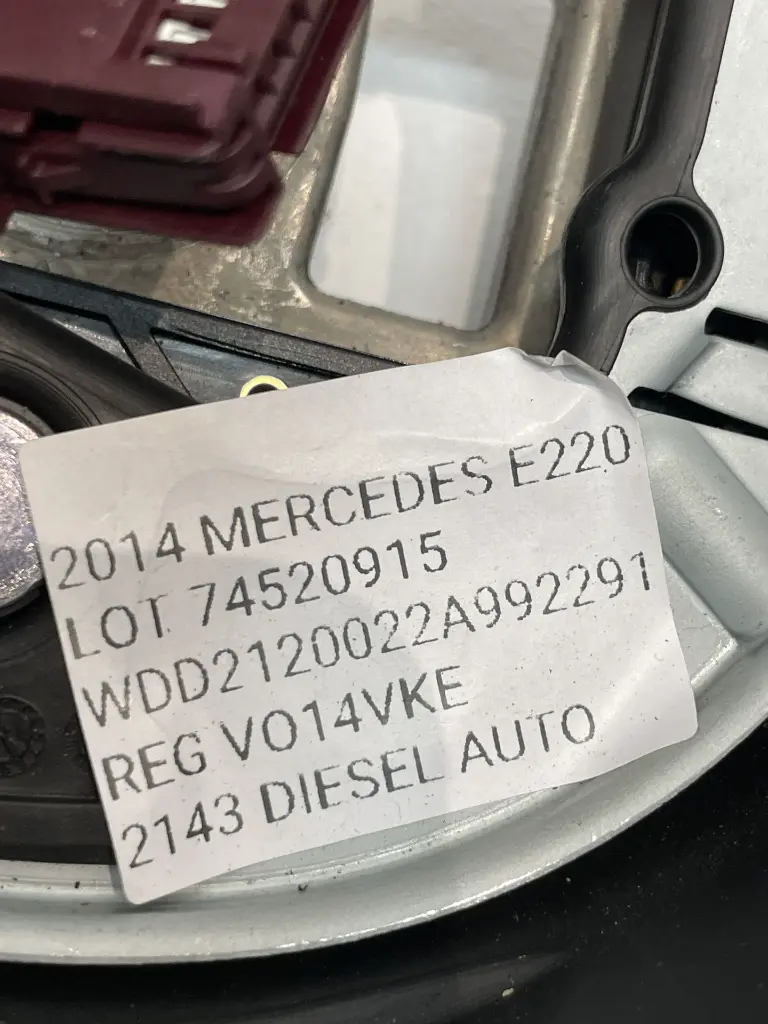 2014 MERCEDES E220
LOT 74520915
WDD2120022A992291
REG VO14VKE
2143 DIESEL AUTO